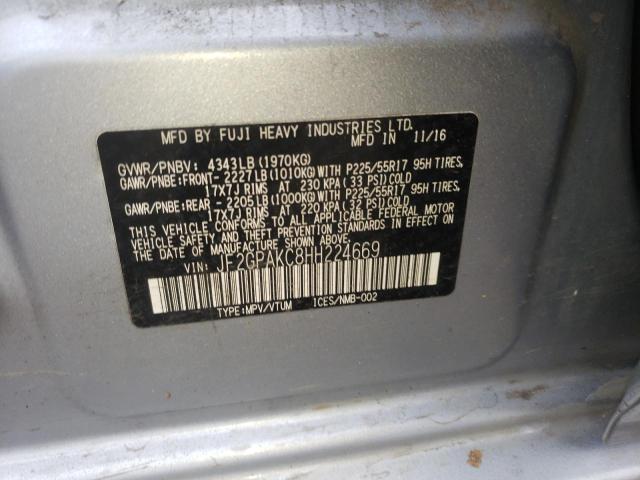 MFD BY FUJI HEAVY INDUSTRIES LTD.
MFD IN 11/16
GVWR/PNBV: 4343LB (1970KG)
GAWR/PNBE:FRONT- 2227LB (1010KG) WITH P225/55R17 95H TIRES,
17X7J RIMS AT 230 KPA ( 33 PSI ) COLD
GAWR/PNBE:REAR - 2205LB (1000KG) WITH P225/55R17 95H TIRES,
17X7J RIMS AT 220 KPA ( 32 PSI ) COLD
THIS VEHICLE CONFORMS TO ALL APPLICABLE FEDERAL MOTOR
VEHICLE SAFETY AND THEFT PREVENTION STANDARDS IN EFFECT ON
THE DATE OF MANUFACTURE SHOWN ABOVE.
VIN: JF2GPAKC8HH224669
TYPE:MPV/VTUM ICES/NMB-002